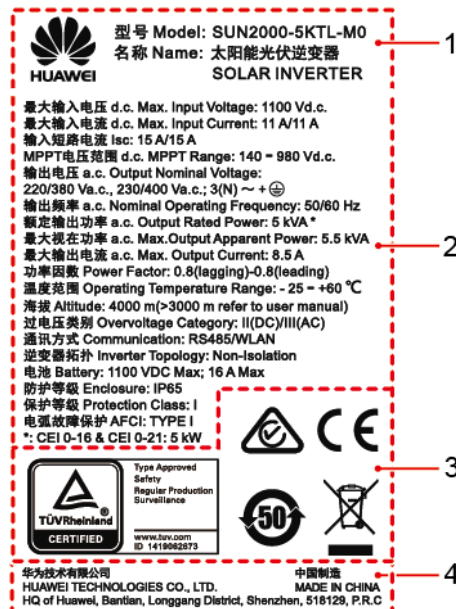 HUAWEI
型号 Model: SUN2000-5KTL-M0
名称 Name: 太阳能光伏逆变器
SOLAR INVERTER
1
最大输入电压 d.c. Max. Input Voltage: 1100 Vd.c.
最大输入电流 d.c. Max. Input Current: 11 A/11 A
输入短路电流 Isc: 15 A/15 A
MPPT电压范围 d.c. MPPT Range: 140 - 980 Vd.c.
输出电压 a.c. Output Nominal Voltage:
220/380 Va.c., 230/400 Va.c.; 3(N) ~ + ⏚
输出频率 a.c. Nominal Operating Frequency: 50/60 Hz
额定输出功率 a.c. Output Rated Power: 5 kVA *
最大视在功率 a.c. Max.Output Apparent Power: 5.5 kVA
最大输出电流 a.c. Max. Output Current: 8.5 A
功率因数 Power Factor: 0.8(lagging)-0.8(leading)
温度范围 Operating Temperature Range: - 25 - +60 ℃
海拔 Altitude: 4000 m(>3000 m refer to user manual)
过电压类别 Overvoltage Category: II(DC)/III(AC)
通讯方式 Communication: RS485/WLAN
逆变器拓扑 Inverter Topology: Non-Isolation
电池 Battery: 1100 VDC Max; 16 A Max
防护等级 Enclosure: IP65
保护等级 Protection Class: I
电弧故障保护 AFCI: TYPE I
*: CEI 0-16 & CEI 0-21: 5 kW
2
CE
50
TÜVRheinland
CERTIFIED
Type Approved
Safety
Regular Production
Surveillance
www.tuv.com
ID 1419062673
3
华为技术有限公司 中国制造
HUAWEI TECHNOLOGIES CO., LTD. MADE IN CHINA
HQ of Huawei, Bantian, Longgang District, Shenzhen, 518129, P.R.C
4